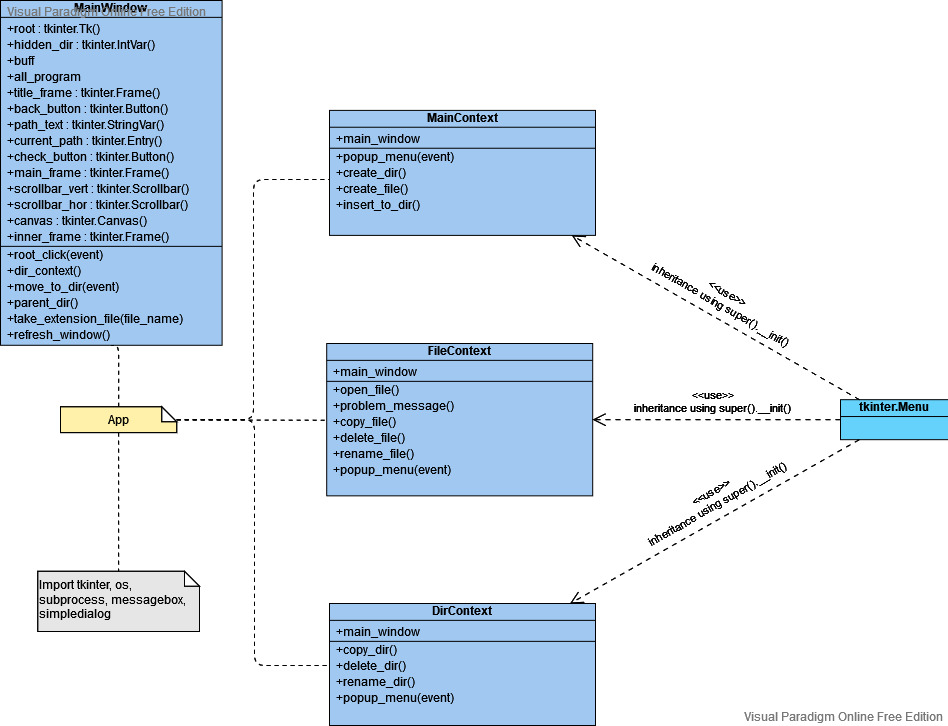 MainWindow
Visual Paradigm Online Free Edition
+root : tkinter.Tk()
+hidden_dir : tkinter.IntVar()
+buff
+all_program
+title_frame : tkinter.Frame()
+back_button : tkinter.Button()
+path_text : tkinter.StringVar()
+current_path : tkinter.Entry()
+check_button : tkinter.Button()
+main_frame : tkinter.Frame()
+scrollbar_vert : tkinter.Scrollbar()
+scrollbar_hor : tkinter.Scrollbar()
+canvas : tkinter.Canvas()
+inner_frame : tkinter.Frame()
+root_click(event)
+dir_context()
+move_to_dir(event)
+parent_dir()
+take_extension_file(file_name)
+refresh_window()
App
Import tkinter, os,
subprocess, messagebox,
simpledialog
MainContext
+main_window
+popup_menu(event)
+create_dir()
+create_file()
+insert_to_dir()
FileContext
+main_window
+open_file()
+problem_message()
+copy_file()
+delete_file()
+rename_file()
+popup_menu(event)
DirContext
+main_window
+copy_dir()
+delete_dir()
+rename_dir()
+popup_menu(event)
<<use>>
inheritance using super().__init()
<<use>>
inheritance using super().__init()
<<use>>
inheritance using super().__init()
tkinter.Menu
Visual Paradigm Online Free Edition